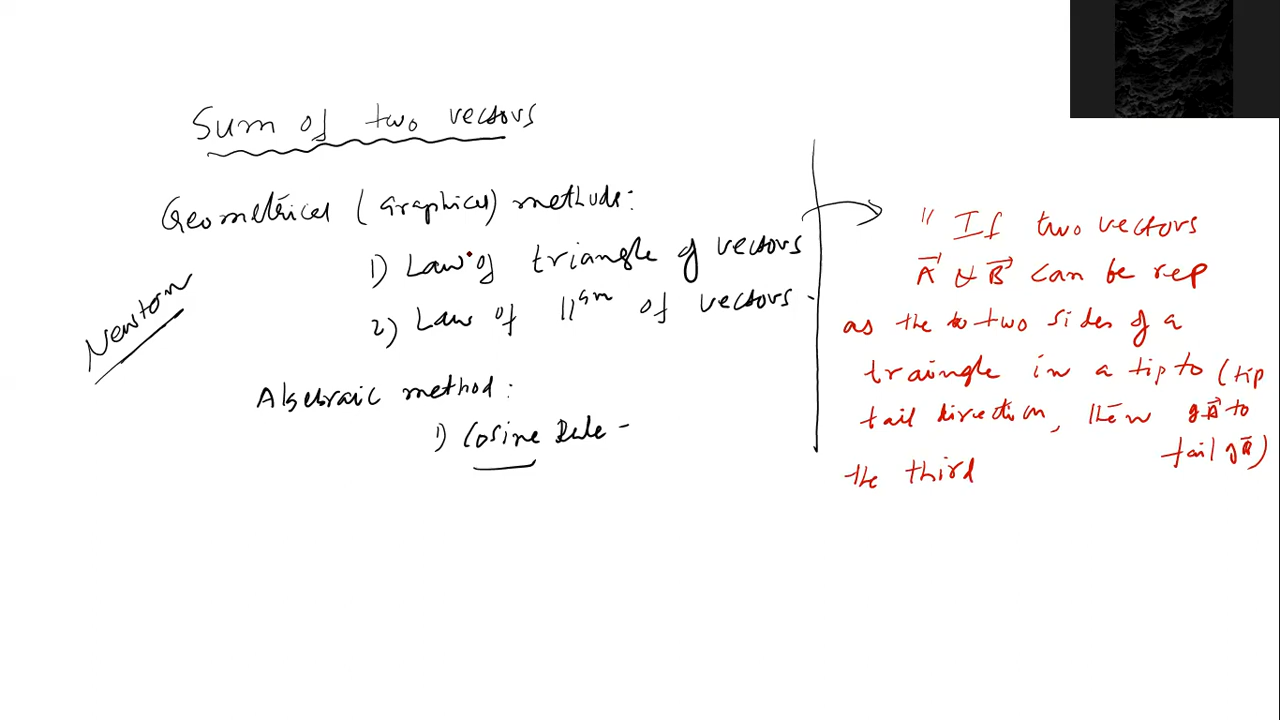 Sum of two vectors
Geometrical (Graphical) methods:
1) Law of triangle of vectors
2) Law of ||gm of vectors -
Newton
Algebraic method:
1) Cosine Rule -
" If two vectors
A⃗ & B⃗ can be rep
as the two sides of a
traingle in a tip to (tip
tail direction, then of A⃗ to
tail of
the third